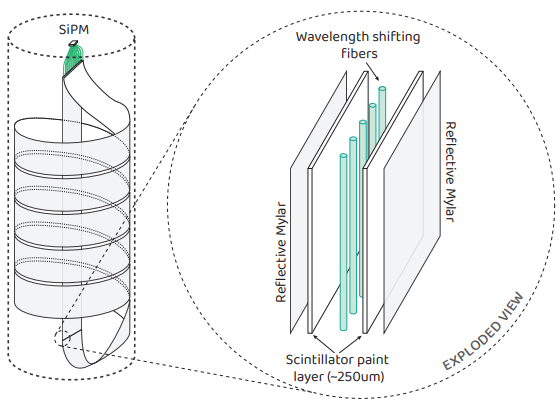 SiPM
Wavelength shifting
fibers
Reflective Mylar
Reflective Mylar
Scintillator paint
layer (~250um)
EXPLODED VIEW